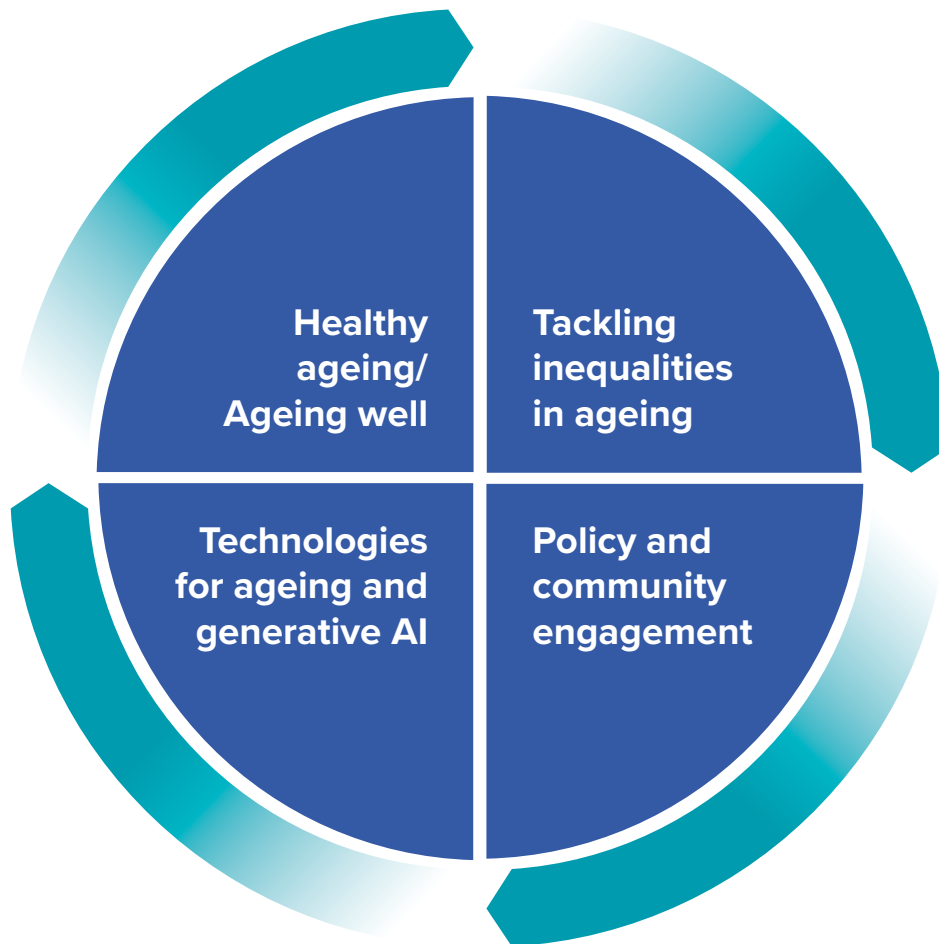 Healthy
ageing/
Ageing well
Tackling
inequalities
in ageing
Technologies
for ageing and
generative AI
Policy and
community
engagement